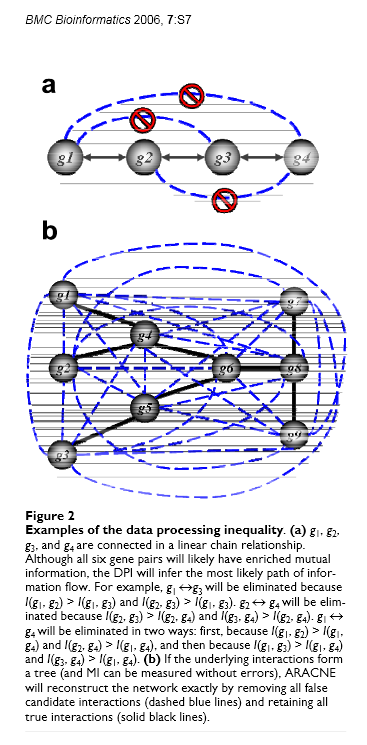 BMC Bioinformatics 2006, 7:S7
a
g1 g2 g3 g4
b
g1
g7
g4
g2
g6
g8
g5
g9
g3
Figure 2
Examples of the data processing inequality. (a) g1, g2,
g3, and g4 are connected in a linear chain relationship.
Although all six gene pairs will likely have enriched mutual
information, the DPI will infer the most likely path of infor-
mation flow. For example, g1 ↔g3 will be eliminated because
I(g1, g2) > I(g1, g3) and I(g2, g3) > I(g1, g3). g2 ↔ g4 will be elim-
inated because I(g2, g3) > I(g2, g4) and I(g3, g4) > I(g2, g4). g1 ↔
g4 will be eliminated in two ways: first, because I(g1, g2) > I(g1,
g4) and I(g2, g4) > I(g1, g4), and then because I(g1, g3) > I(g1, g4)
and I(g3, g4) > I(g1, g4). (b) If the underlying interactions form
a tree (and MI can be measured without errors), ARACNE
will reconstruct the network exactly by removing all false
candidate interactions (dashed blue lines) and retaining all
true interactions (solid black lines).